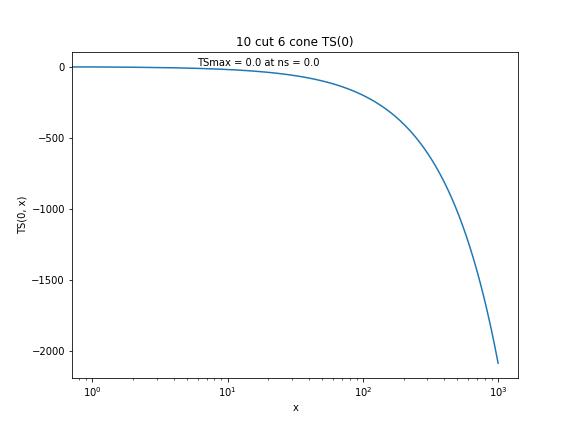 10 cut 6 cone TS(0)
TSmax = 0.0 at ns = 0.0
TS(0, x)
0
−500
−1000
−1500
−2000
10⁰
10¹
10²
10³
x